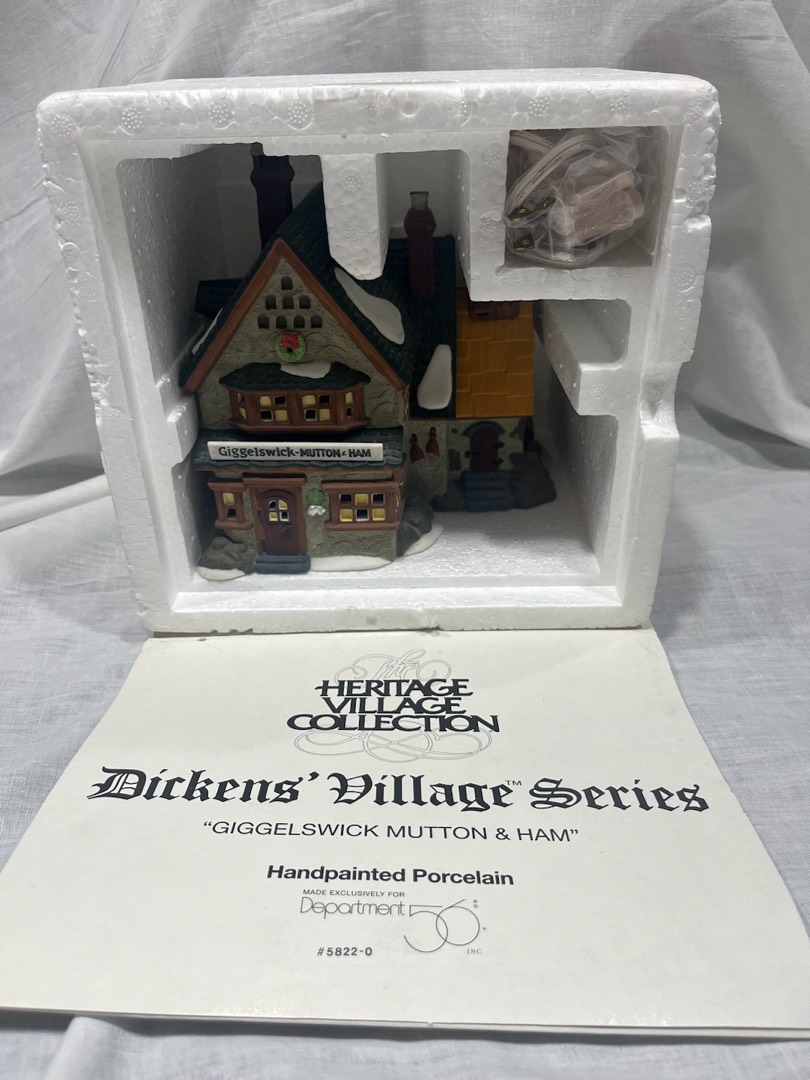 Giggelswick-MUTTON & HAM
The
HERITAGE
VILLAGE
COLLECTION
Dickens' Village™ Series
"GIGGELSWICK MUTTON & HAM"
Handpainted Porcelain
MADE EXCLUSIVELY FOR
Department 56® INC.
#5822-0